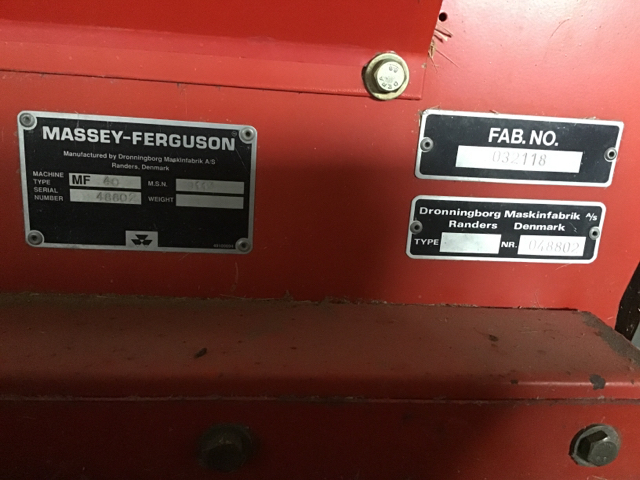 MASSEY-FERGUSON
Manufactured by Dronningborg Maskinfabrik A/S
Randers, Denmark
MACHINE TYPE MF 40 M.S.N.
SERIAL NUMBER WEIGHT
FAB. NO.
032118
Dronningborg Maskinfabrik A/S
Randers Denmark
TYPE NR. 048802